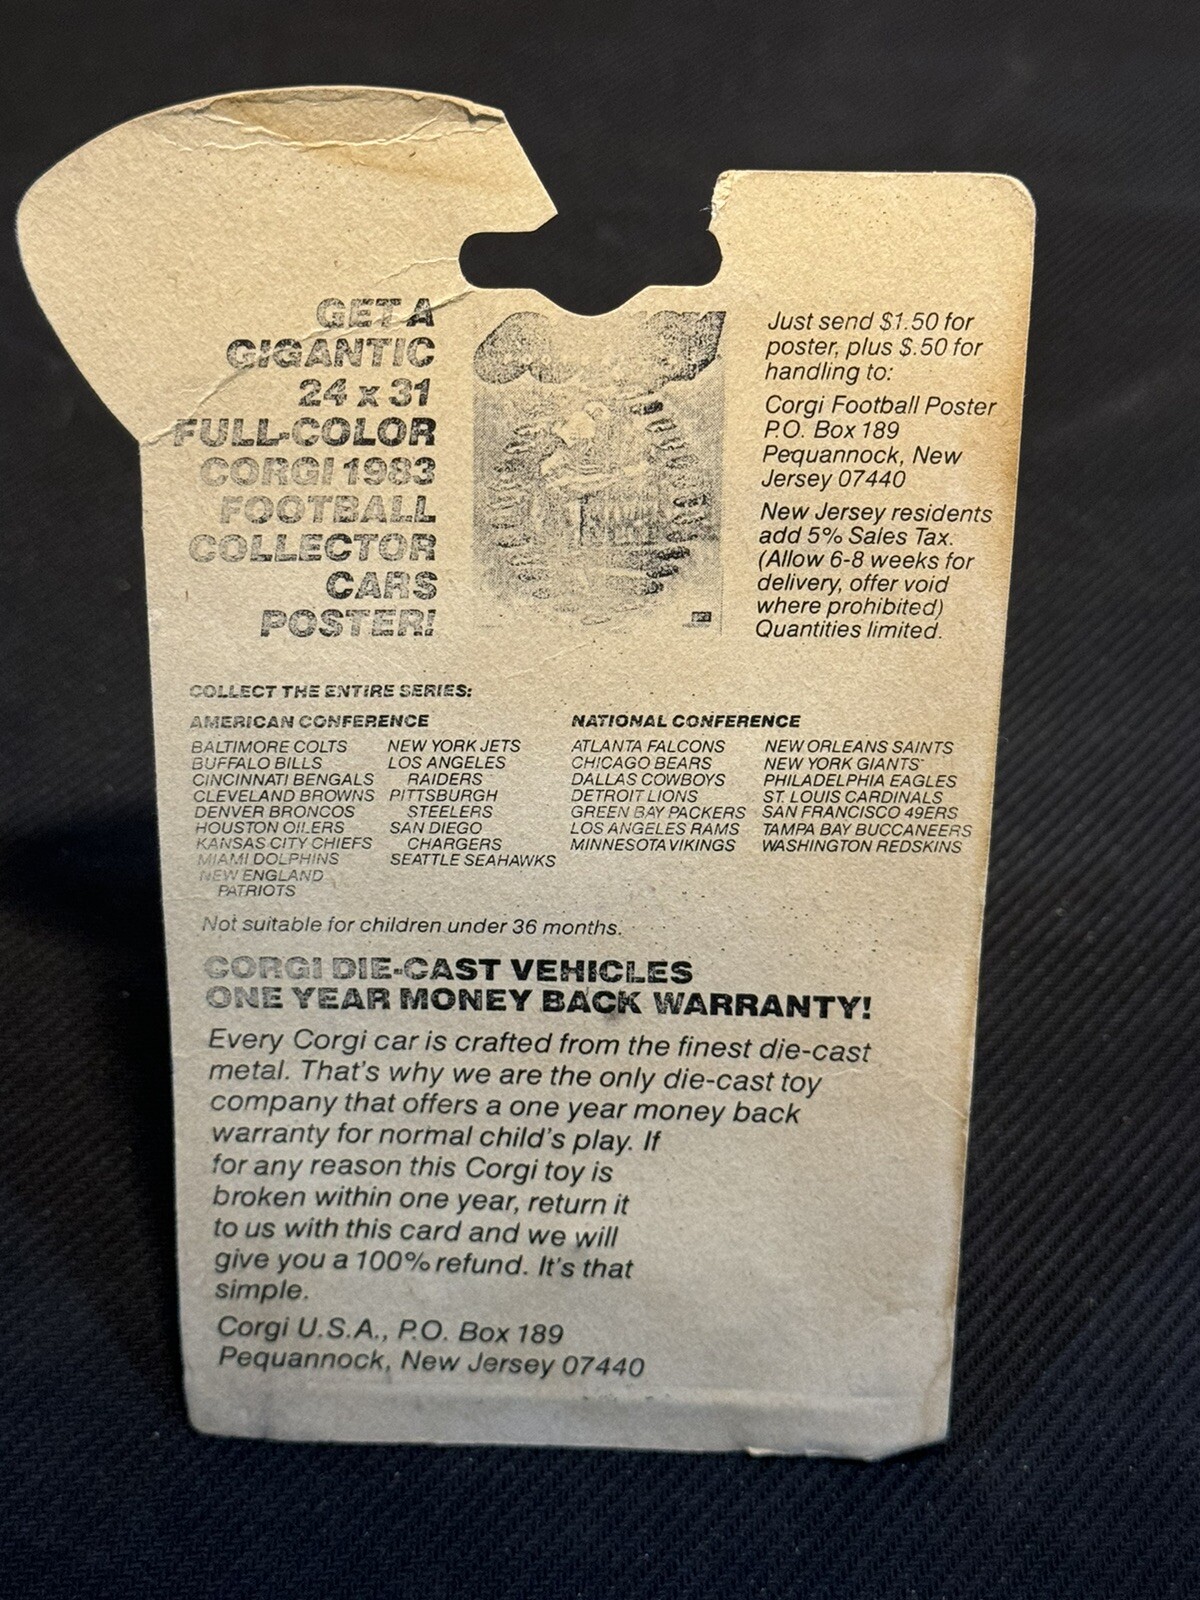 GET A
GIGANTIC
24 x 31
FULL-COLOR
CORGI 1983
FOOTBALL
COLLECTOR
CARS
POSTER!
Just send $1.50 for
poster, plus $.50 for
handling to:
Corgi Football Poster
P.O. Box 189
Pequannock, New
Jersey 07440
New Jersey residents
add 5% Sales Tax.
(Allow 6-8 weeks for
delivery, offer void
where prohibited)
Quantities limited.
COLLECT THE ENTIRE SERIES:
AMERICAN CONFERENCE
BALTIMORE COLTS
BUFFALO BILLS
CINCINNATI BENGALS
CLEVELAND BROWNS
DENVER BRONCOS
HOUSTON OILERS
KANSAS CITY CHIEFS
MIAMI DOLPHINS
NEW ENGLAND
PATRIOTS
NEW YORK JETS
LOS ANGELES
RAIDERS
PITTSBURGH
STEELERS
SAN DIEGO
CHARGERS
SEATTLE SEAHAWKS
NATIONAL CONFERENCE
ATLANTA FALCONS
CHICAGO BEARS
DALLAS COWBOYS
DETROIT LIONS
GREEN BAY PACKERS
LOS ANGELES RAMS
MINNESOTA VIKINGS
NEW ORLEANS SAINTS
NEW YORK GIANTS
PHILADELPHIA EAGLES
ST. LOUIS CARDINALS
SAN FRANCISCO 49ERS
TAMPA BAY BUCCANEERS
WASHINGTON REDSKINS
Not suitable for children under 36 months.
CORGI DIE-CAST VEHICLES
ONE YEAR MONEY BACK WARRANTY!
Every Corgi car is crafted from the finest die-cast
metal. That's why we are the only die-cast toy
company that offers a one year money back
warranty for normal child's play. If
for any reason this Corgi toy is
broken within one year, return it
to us with this card and we will
give you a 100% refund. It's that
simple.
Corgi U.S.A., P.O. Box 189
Pequannock, New Jersey 07440